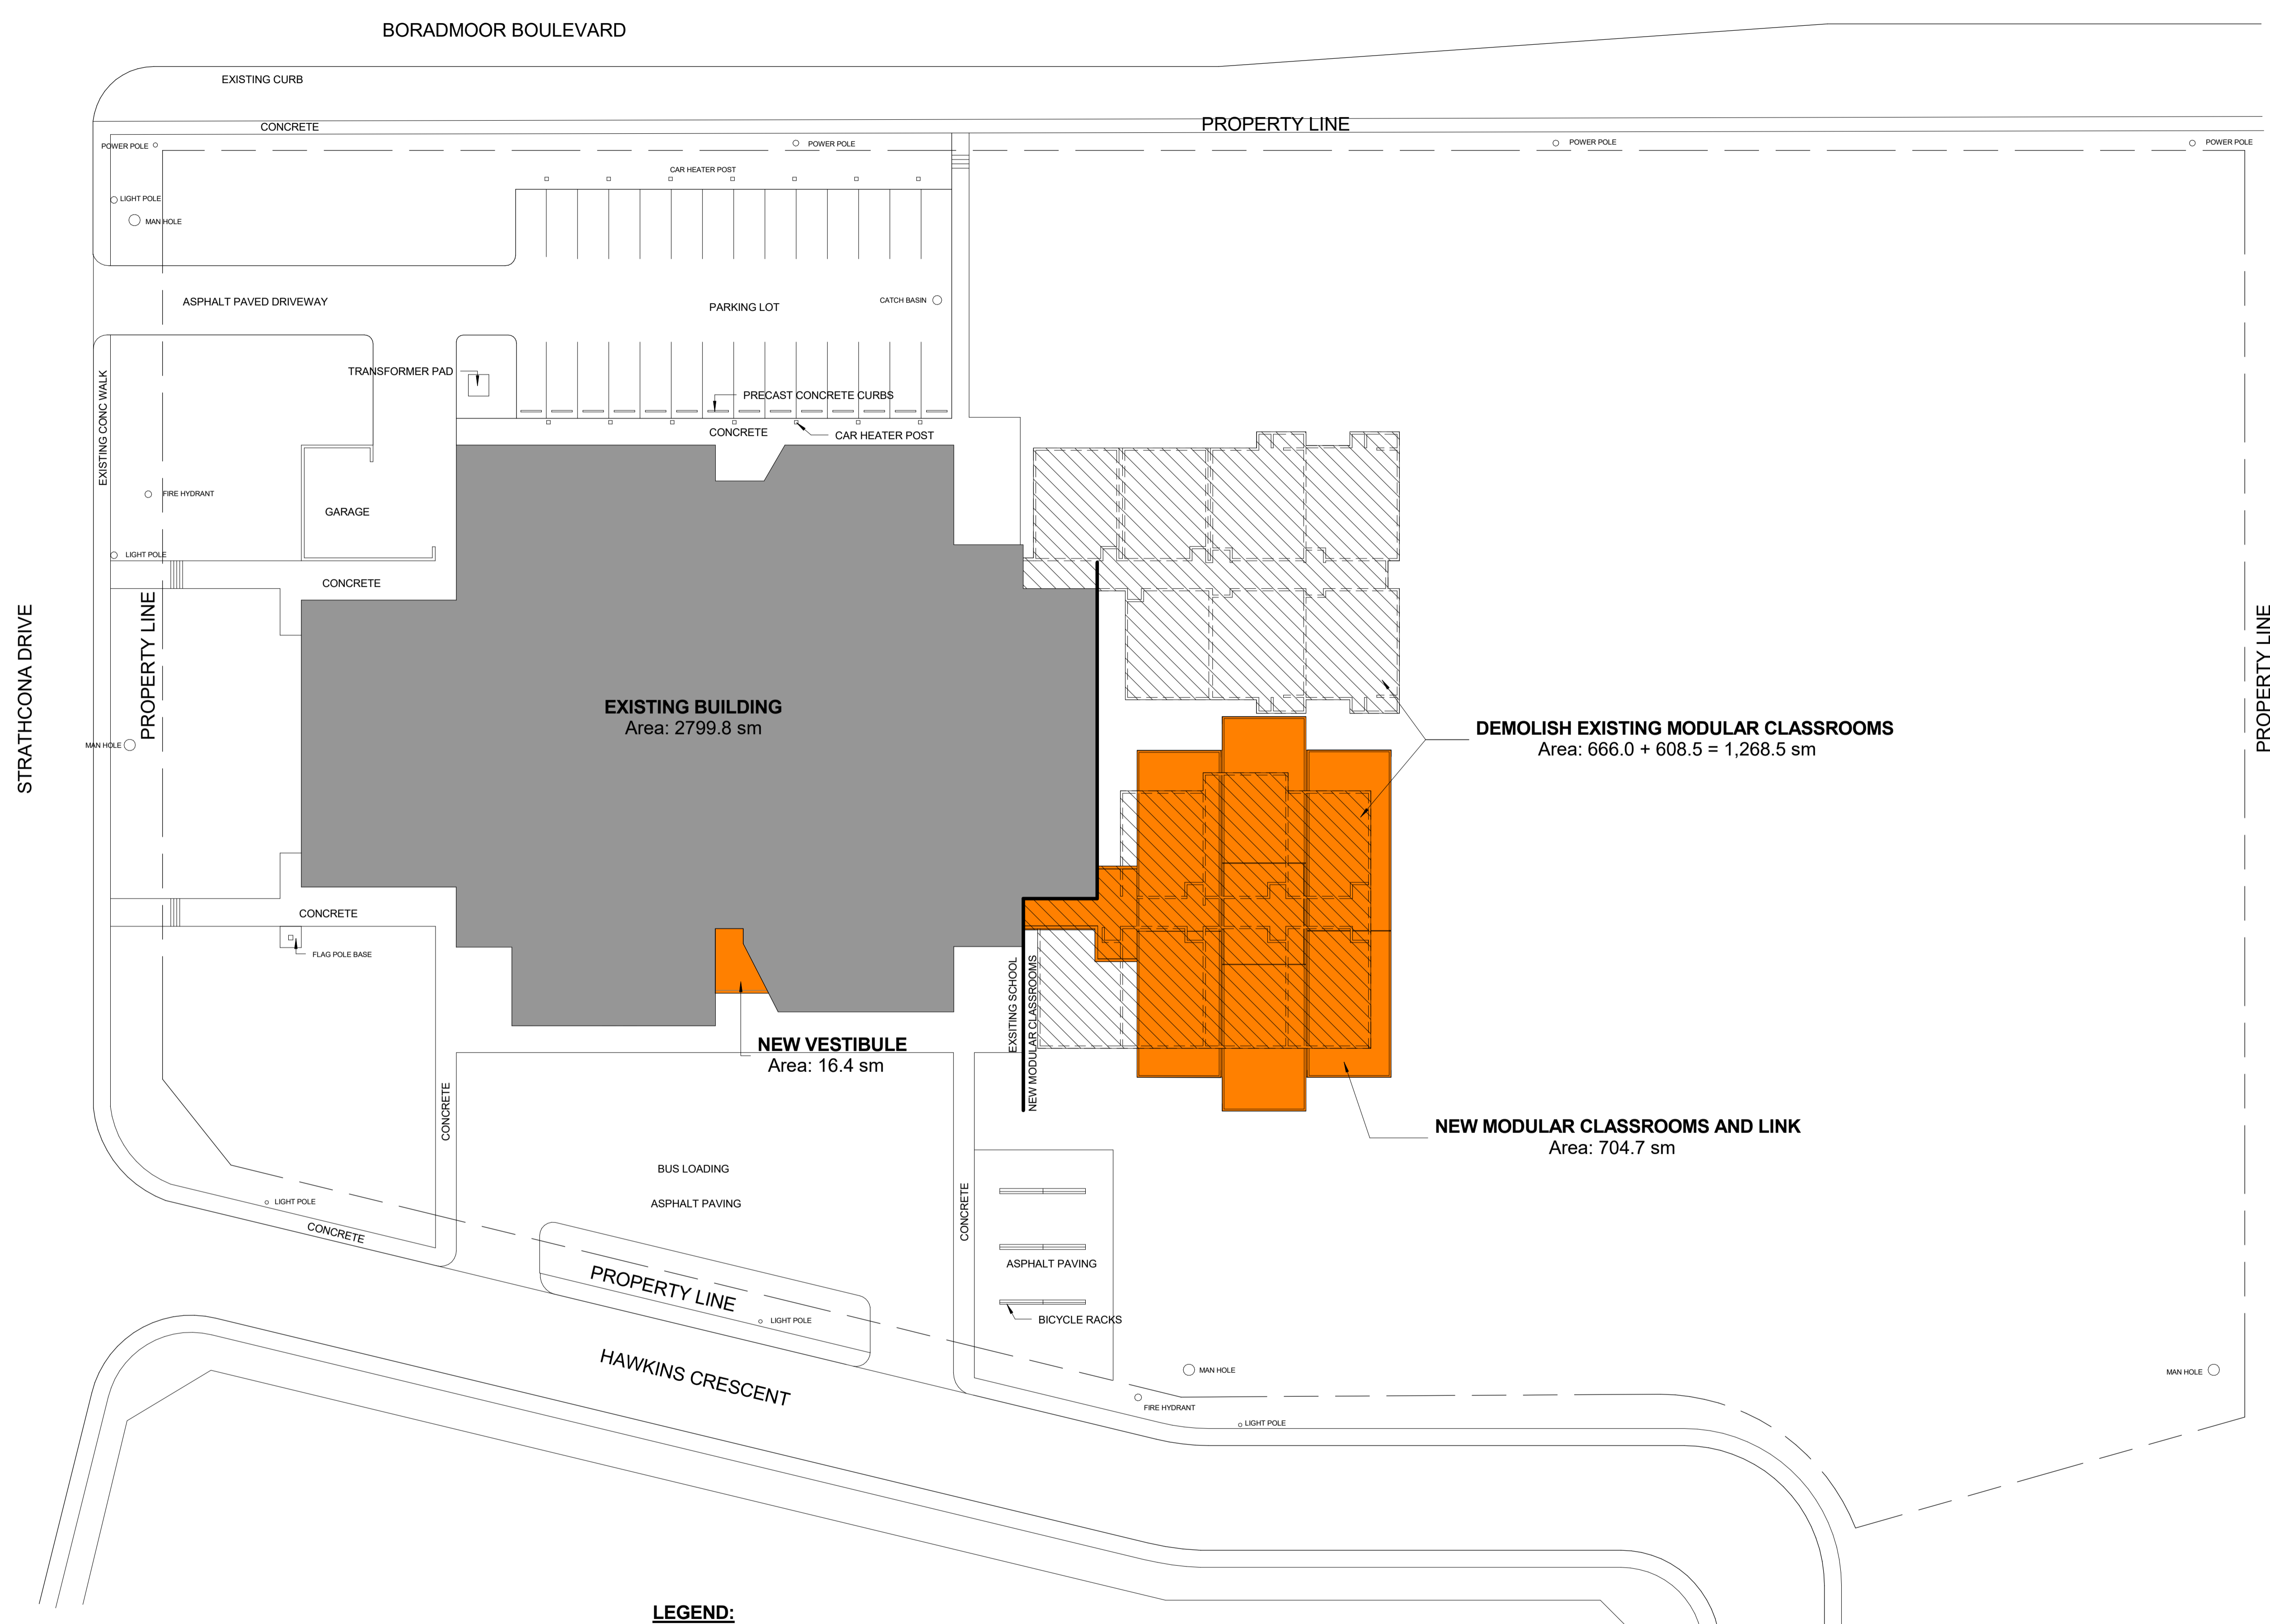 BORADMOOR BOULEVARD
EXISTING CURB
CONCRETE
PROPERTY LINE
POWER POLE
POWER POLE
POWER POLE
POWER POLE
CAR HEATER POST
LIGHT POLE
MAN HOLE
ASPHALT PAVED DRIVEWAY
PARKING LOT
CATCH BASIN
TRANSFORMER PAD
PRECAST CONCRETE CURBS
CONCRETE
CAR HEATER POST
EXISTING CONC WALK
FIRE HYDRANT
GARAGE
LIGHT POLE
CONCRETE
STRATHCONA DRIVE
PROPERTY LINE
PROPERTY LINE
EXISTING BUILDING
Area: 2799.8 sm
DEMOLISH EXISTING MODULAR CLASSROOMS
Area: 666.0 + 608.5 = 1,268.5 sm
MAN HOLE
CONCRETE
FLAG POLE BASE
EXSITING SCHOOL
NEW MODULAR CLASSROOMS
NEW VESTIBULE
Area: 16.4 sm
CONCRETE
NEW MODULAR CLASSROOMS AND LINK
Area: 704.7 sm
BUS LOADING
ASPHALT PAVING
LIGHT POLE
CONCRETE
CONCRETE
ASPHALT PAVING
PROPERTY LINE
LIGHT POLE
BICYCLE RACKS
HAWKINS CRESCENT
MAN HOLE
MAN HOLE
FIRE HYDRANT
LIGHT POLE
LEGEND: